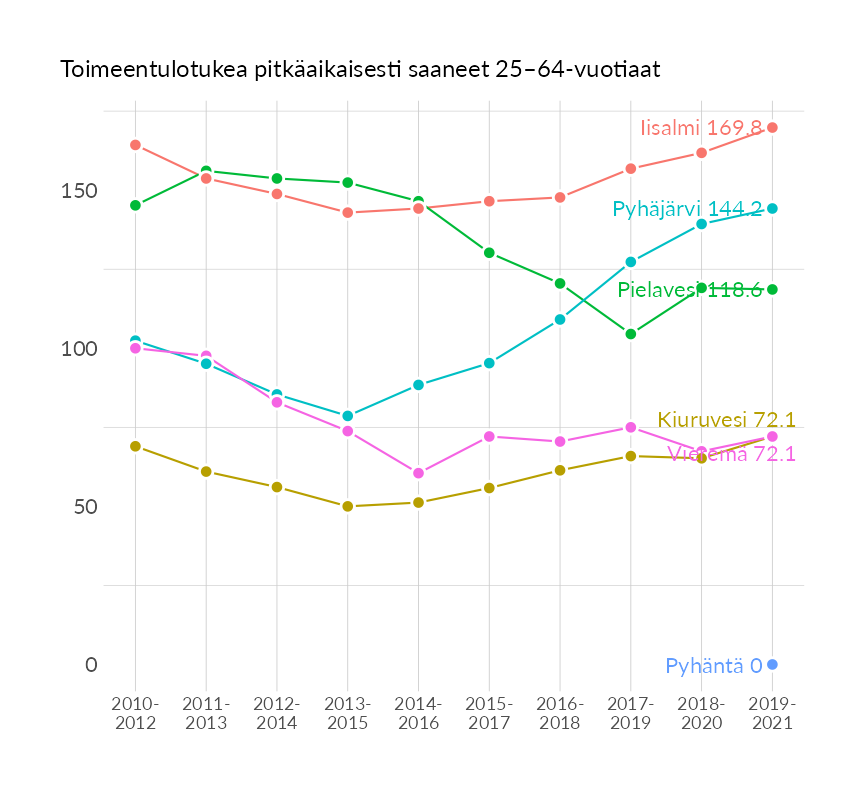 Toimeentulotukea pitkäaikaisesti saaneet 25–64-vuotiaat
Iisalmi 169.8
150
Pyhäjärvi 144.2
Pielavesi 118.6
100
Kiuruvesi 72.1
Vieremä 72.1
50
0
Pyhäntä 0
2010- 2011- 2012- 2013- 2014- 2015- 2016- 2017- 2018- 2019-
2012 2013 2014 2015 2016 2017 2018 2019 2020 2021